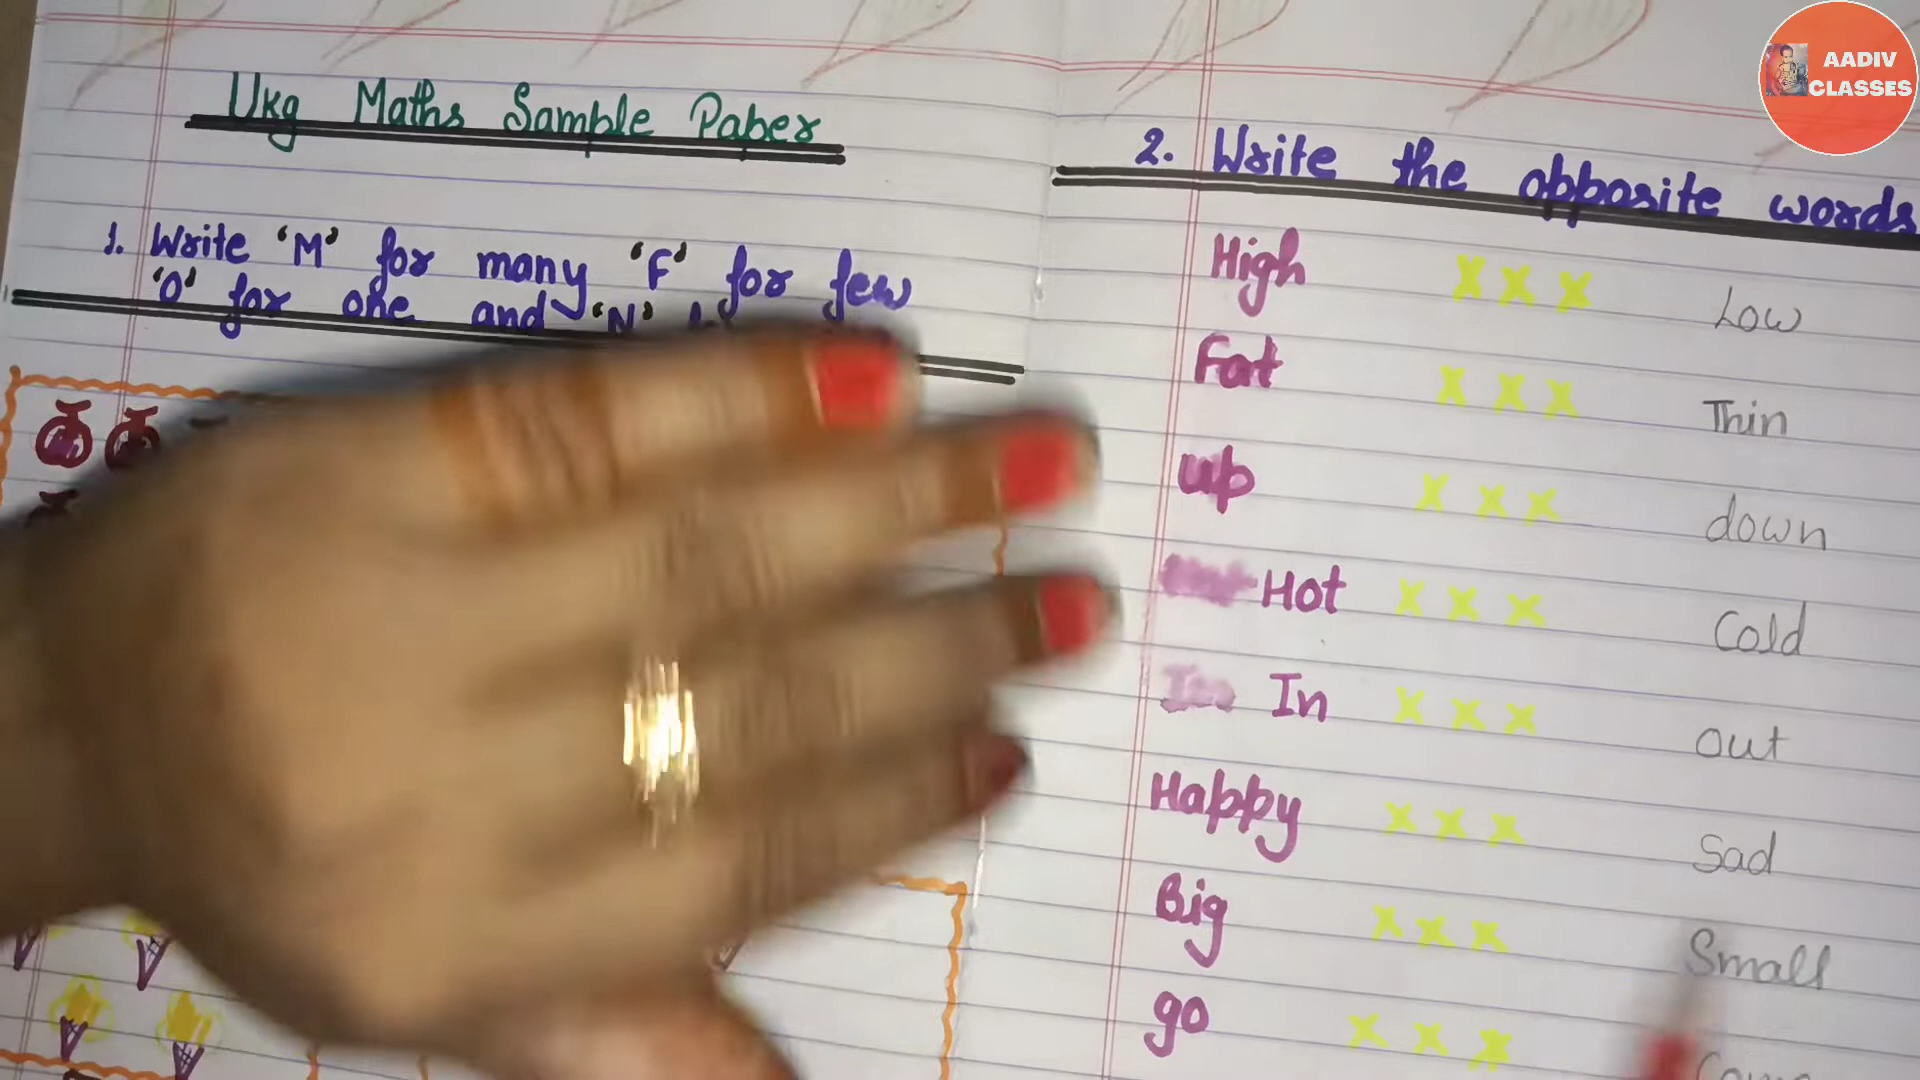 AADIV
CLASSES
Ukg Maths Sample Paper
1. Write 'M' for many 'F' for few
'O' for one and 'N'
2. Write the opposite words
High x x x Low
Fat x x x Thin
up x x x down
Hot x x x Cold
In x x x out
Happy x x x Sad
Big x x x Small
go x x x